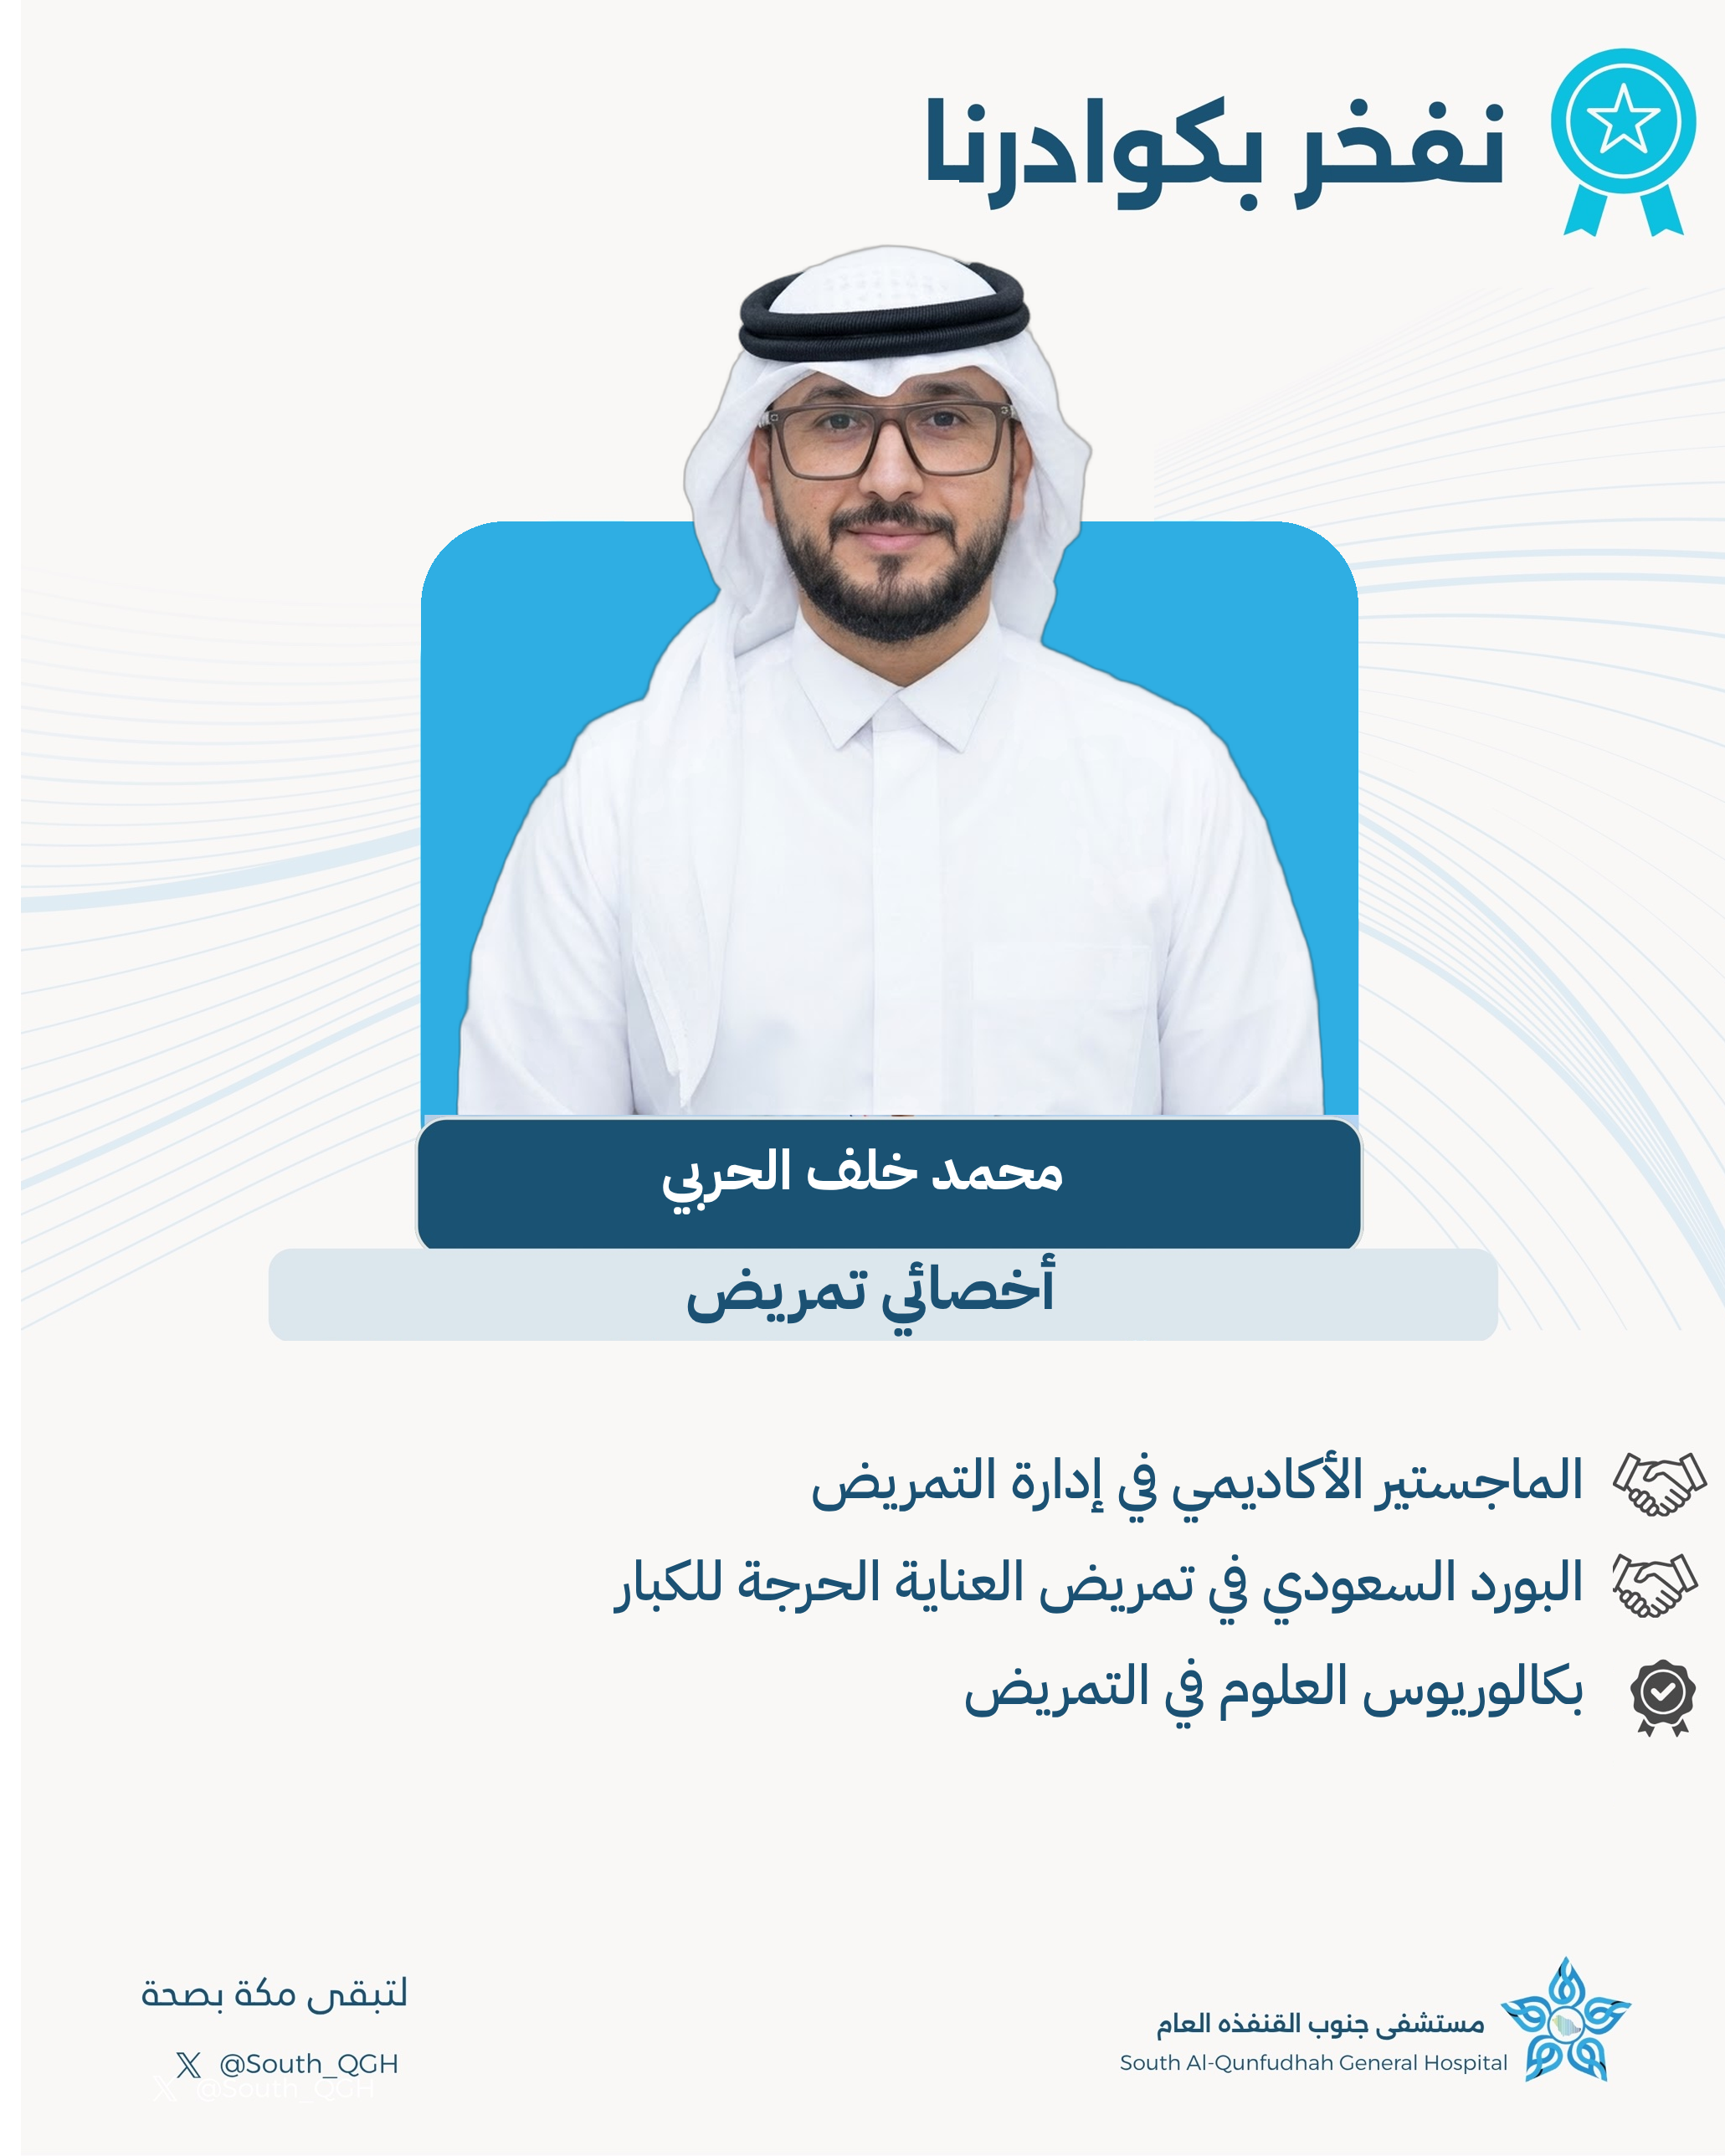 نفخر بكوادرنا
محمد خلف الحربي
أخصائي تمريض
الماجستير الأكاديمي في إدارة التمريض
البورد السعودي في تمريض العناية الحرجة للكبار
بكالوريوس العلوم في التمريض
مستشفى جنوب القنفذه العام
South Al-Qunfudhah General Hospital
لتبقى مكة بصحة
@South_QGH
@South_QGH